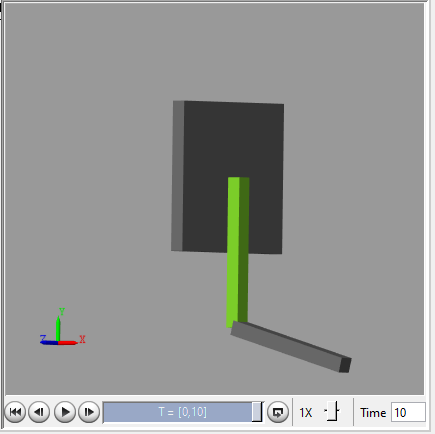 Y
Z X
T = [0,10]
1X
Time 10